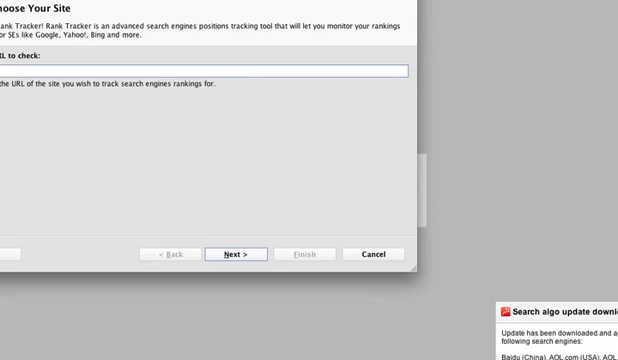 oose Your Site
ank Tracker! Rank Tracker is an advanced search engines positions tracking tool that will let you monitor your rankings
or SEs like Google, Yahoo!, Bing and more.
RL to check:
the URL of the site you wish to track search engines rankings for.
< Back
Next >
Finish
Cancel
Search algo update downl
Update has been downloaded and a
following search engines:
Baidu (China), AOL.com (USA), AOL.